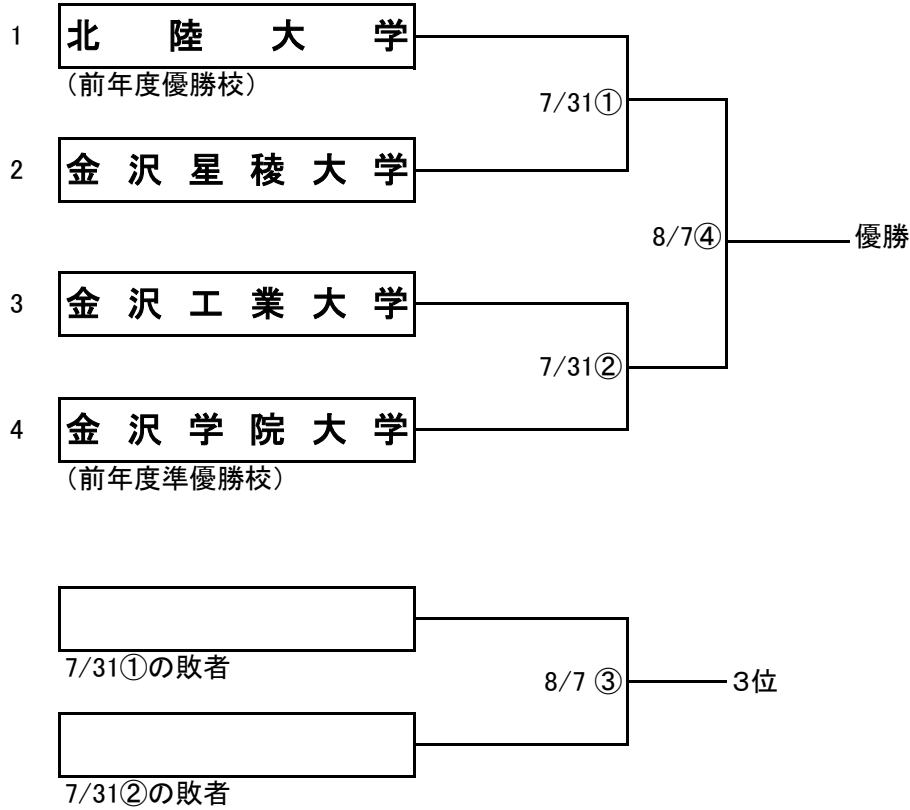 1 北陸大学
(前年度優勝校)
7/31①
2 金沢星稜大学
8/7④ 優勝
3 金沢工業大学
7/31②
4 金沢学院大学
(前年度準優勝校)
7/31①の敗者
8/7 ③ 3位
7/31②の敗者